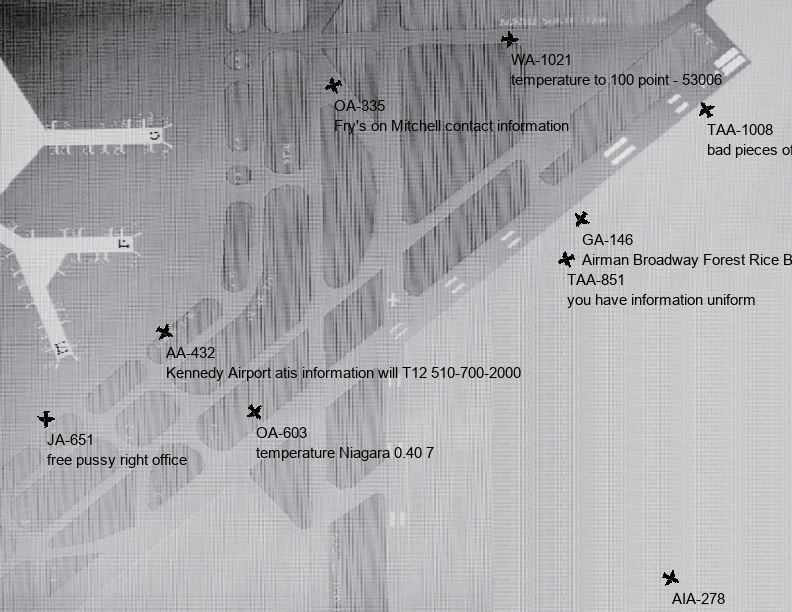 WA-1021
temperature to 100 point - 53006
OA-335
Fry's on Mitchell contact information
TAA-1008
bad pieces of
GA-146
Airman Broadway Forest Rice B
TAA-851
you have information uniform
AA-432
Kennedy Airport atis information will T12 510-700-2000
JA-651
free pussy right office
OA-603
temperature Niagara 0.40 7
AIA-278